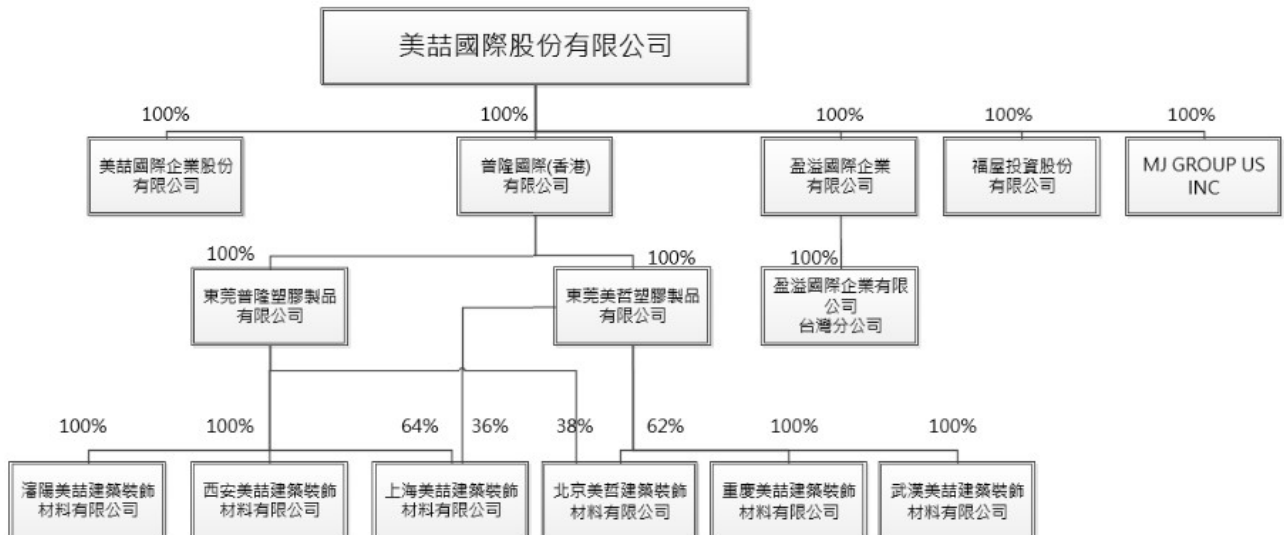 美喆國際股份有限公司
100%
100%
100%
100%
100%
美喆國際企業股份
有限公司
普隆國際(香港)
有限公司
盈溢國際企業
有限公司
福屋投資股份
有限公司
MJ GROUP US
INC
100%
100%
100%
東莞普隆塑膠製品
有限公司
東莞美哲塑膠製品
有限公司
盈溢國際企業有限
公司
台灣分公司
100%
100%
64%
36%
38%
62%
100%
100%
瀋陽美喆建築裝飾
材料有限公司
西安美喆建築裝飾
材料有限公司
上海美喆建築裝飾
材料有限公司
北京美哲建築裝飾
材料有限公司
重慶美喆建築裝飾
材料有限公司
武漢美喆建築裝飾
材料有限公司